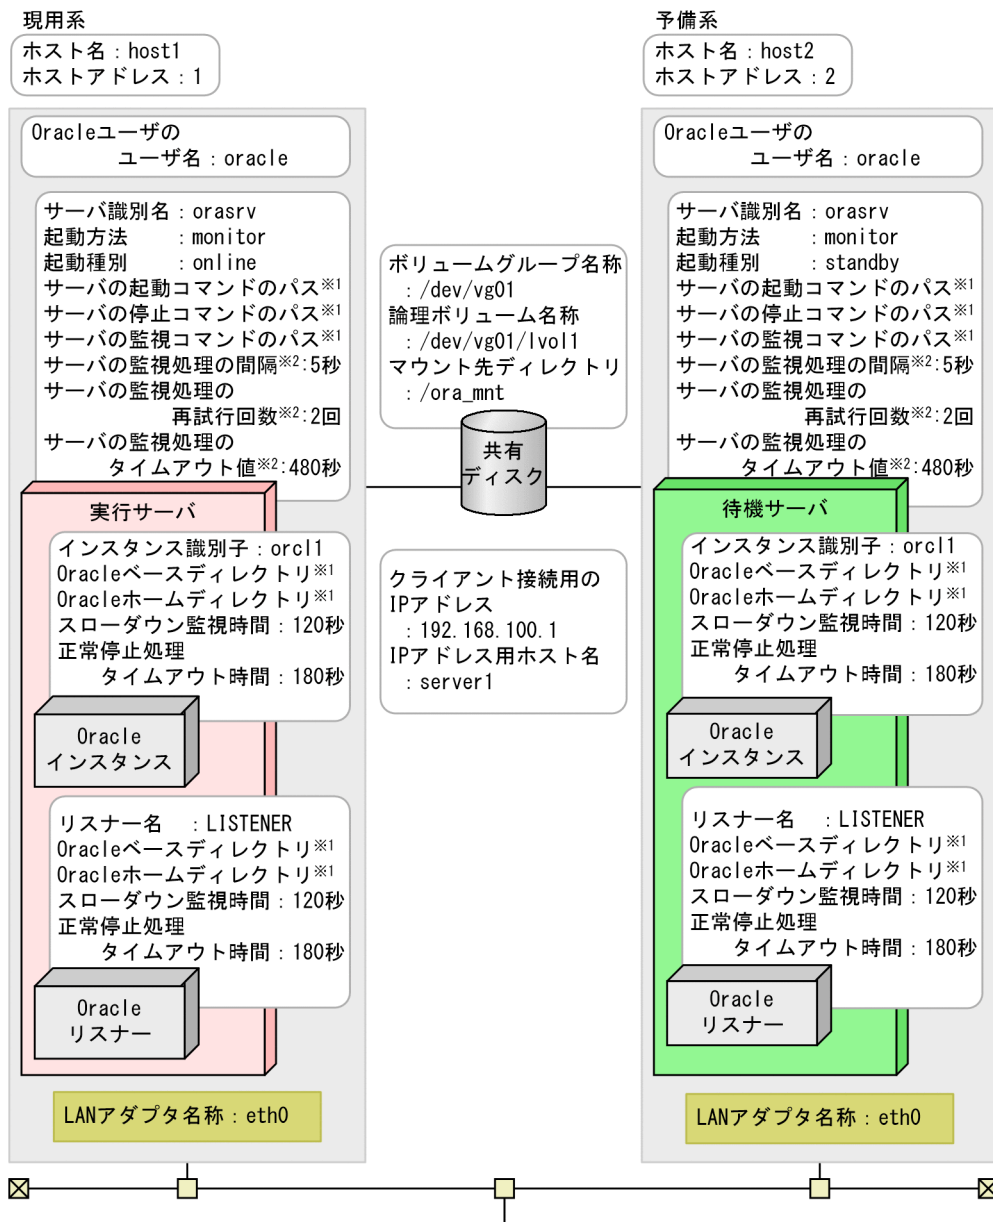 現用系
ホスト名：host1
ホストアドレス：1
Oracleユーザの
ユーザ名：oracle
サーバ識別名：orasrv
起動方法　　：monitor
起動種別　　：online
サーバの起動コマンドのパス※1
サーバの停止コマンドのパス※1
サーバの監視コマンドのパス※1
サーバの監視処理の間隔※2:5秒
サーバの監視処理の
再試行回数※2:2回
サーバの監視処理の
タイムアウト値※2:480秒
実行サーバ
インスタンス識別子：orcl1
Oracleベースディレクトリ※1
Oracleホームディレクトリ※1
スローダウン監視時間：120秒
正常停止処理
タイムアウト時間：180秒
Oracle
インスタンス
リスナー名　：LISTENER
Oracleベースディレクトリ※1
Oracleホームディレクトリ※1
スローダウン監視時間：120秒
正常停止処理
タイムアウト時間：180秒
Oracle
リスナー
LANアダプタ名称：eth0
ボリュームグループ名称
：/dev/vg01
論理ボリューム名称
：/dev/vg01/lvol1
マウント先ディレクトリ
：/ora_mnt
共有
ディスク
クライアント接続用の
IPアドレス
：192.168.100.1
IPアドレス用ホスト名
：server1
予備系
ホスト名：host2
ホストアドレス：2
Oracleユーザの
ユーザ名：oracle
サーバ識別名：orasrv
起動方法　　：monitor
起動種別　　：standby
サーバの起動コマンドのパス※1
サーバの停止コマンドのパス※1
サーバの監視コマンドのパス※1
サーバの監視処理の間隔※2:5秒
サーバの監視処理の
再試行回数※2:2回
サーバの監視処理の
タイムアウト値※2:480秒
待機サーバ
インスタンス識別子：orcl1
Oracleベースディレクトリ※1
Oracleホームディレクトリ※1
スローダウン監視時間：120秒
正常停止処理
タイムアウト時間：180秒
Oracle
インスタンス
リスナー名　：LISTENER
Oracleベースディレクトリ※1
Oracleホームディレクトリ※1
スローダウン監視時間：120秒
正常停止処理
タイムアウト時間：180秒
Oracle
リスナー
LANアダプタ名称：eth0